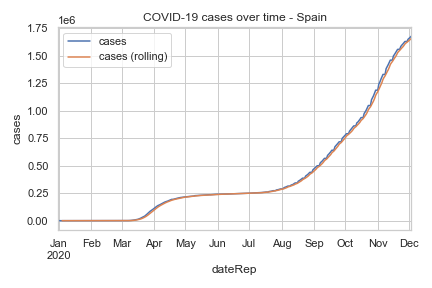 COVID-19 cases over time - Spain
1e6
cases
cases (rolling)
1.75
1.50
1.25
1.00
0.75
0.50
0.25
0.00
cases
Jan Feb Mar Apr May Jun Jul Aug Sep Oct Nov Dec
2020
dateRep